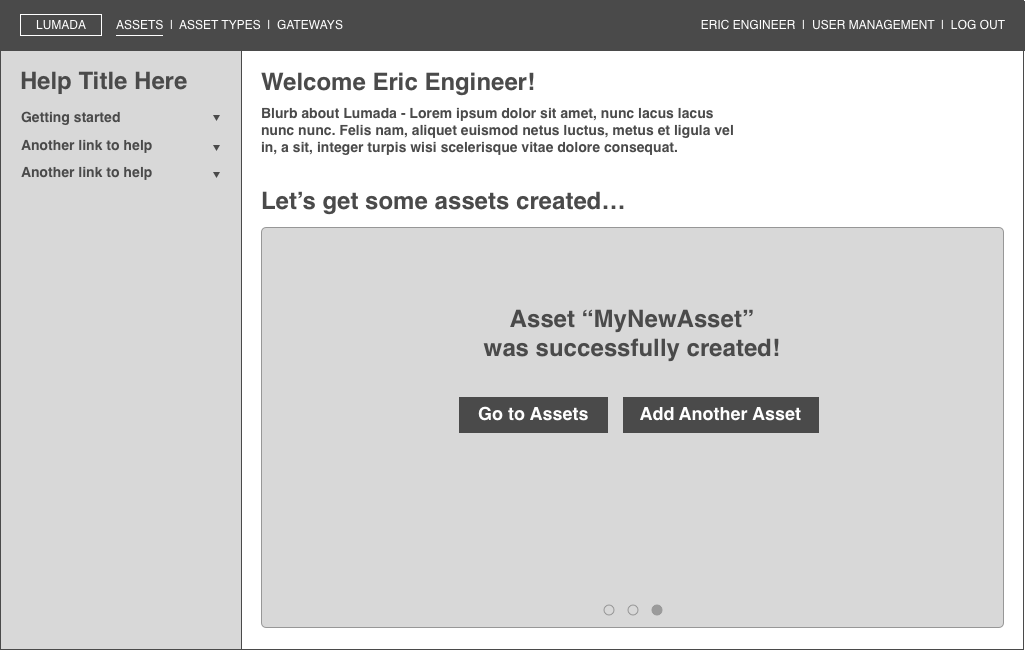 LUMADA ASSETS | ASSET TYPES | GATEWAYS ERIC ENGINEER | USER MANAGEMENT | LOG OUT
Help Title Here
Getting started
Another link to help
Another link to help
Welcome Eric Engineer!
Blurb about Lumada - Lorem ipsum dolor sit amet, nunc lacus lacus
nunc nunc. Felis nam, aliquet euismod netus luctus, metus et ligula vel
in, a sit, integer turpis wisi scelerisque vitae dolore consequat.
Let’s get some assets created…
Asset “MyNewAsset”
was successfully created!
Go to Assets Add Another Asset